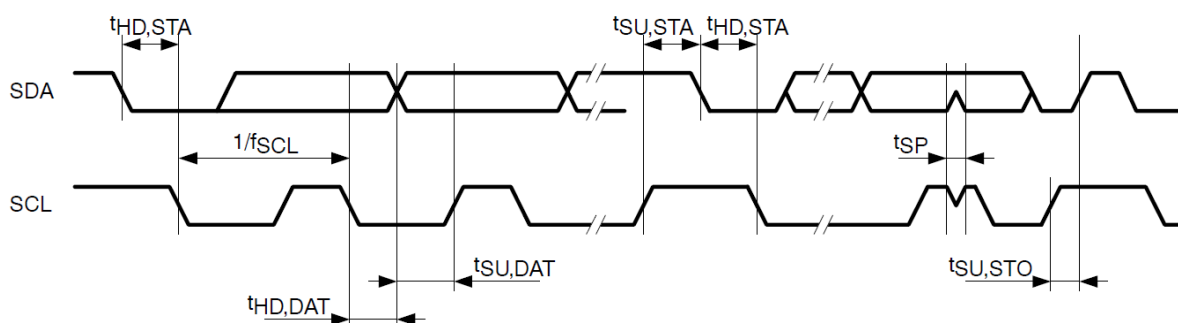 tHD,STA
tSU,STA
tHD,STA
SDA
1/fSCL
tSP
SCL
tSU,DAT
tSU,STO
tHD,DAT